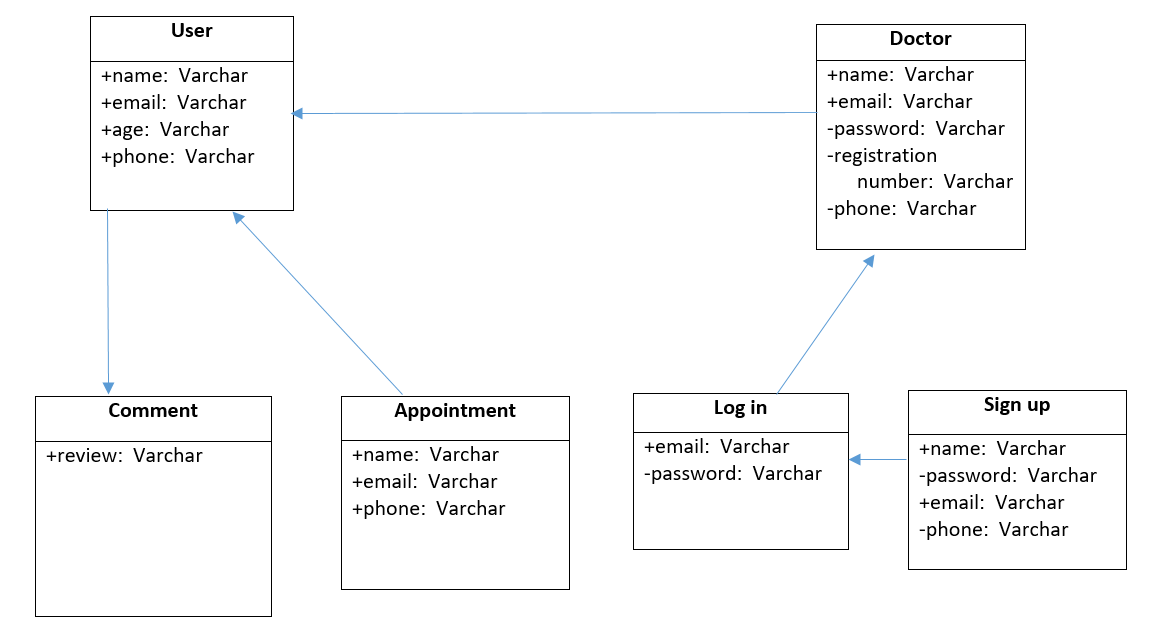 User
+name: Varchar
+email: Varchar
+age: Varchar
+phone: Varchar
Doctor
+name: Varchar
+email: Varchar
-password: Varchar
-registration
number: Varchar
-phone: Varchar
Comment
+review: Varchar
Appointment
+name: Varchar
+email: Varchar
+phone: Varchar
Log in
+email: Varchar
-password: Varchar
Sign up
+name: Varchar
-password: Varchar
+email: Varchar
-phone: Varchar